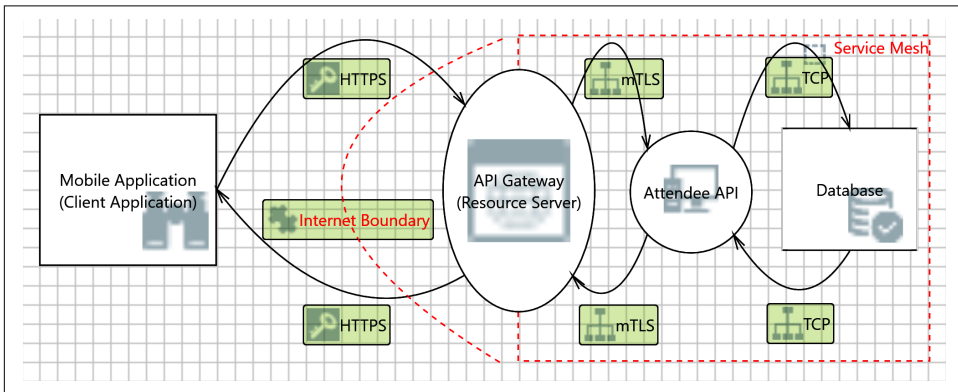 Service Mesh
HTTPS
mTLS
TCP
Mobile Application
(Client Application)
API Gateway
(Resource Server)
Attendee API
Database
Internet Boundary
HTTPS
mTLS
TCP